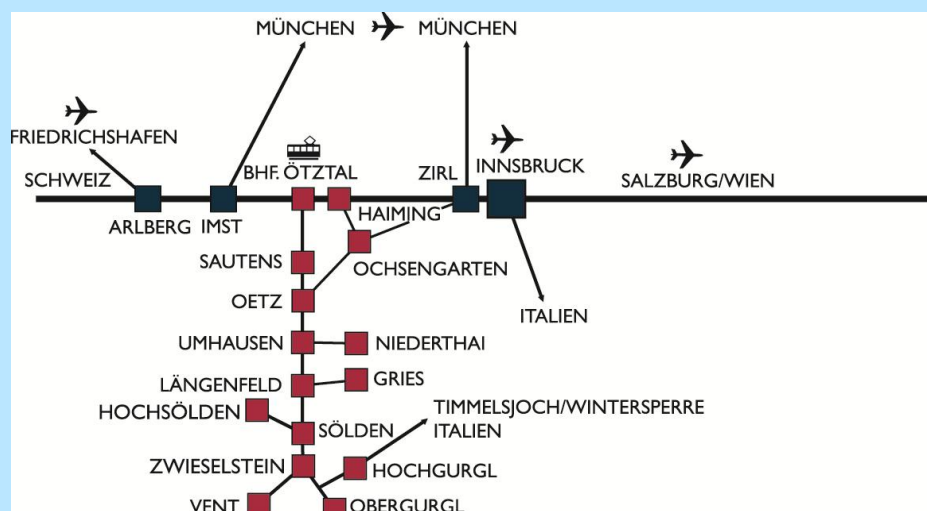 MÜNCHEN
MÜNCHEN
FRIEDRICHSHAFEN
SCHWEIZ
BHF. ÖTZTAL
ZIRL
INNSBRUCK
SALZBURG/WIEN
ARLBERG
IMST
HAIMING
SAUTENS
OCHSENGARTEN
OETZ
ITALIEN
UMHAUSEN
NIEDERTHAI
LÄNGENFELD
GRIES
HOCHSÖLDEN
TIMMELSJOCH/WINTERSPERRE
ITALIEN
SÖLDEN
ZWIESELSTEIN
HOCHGURGL
VENT
OBERGURGL